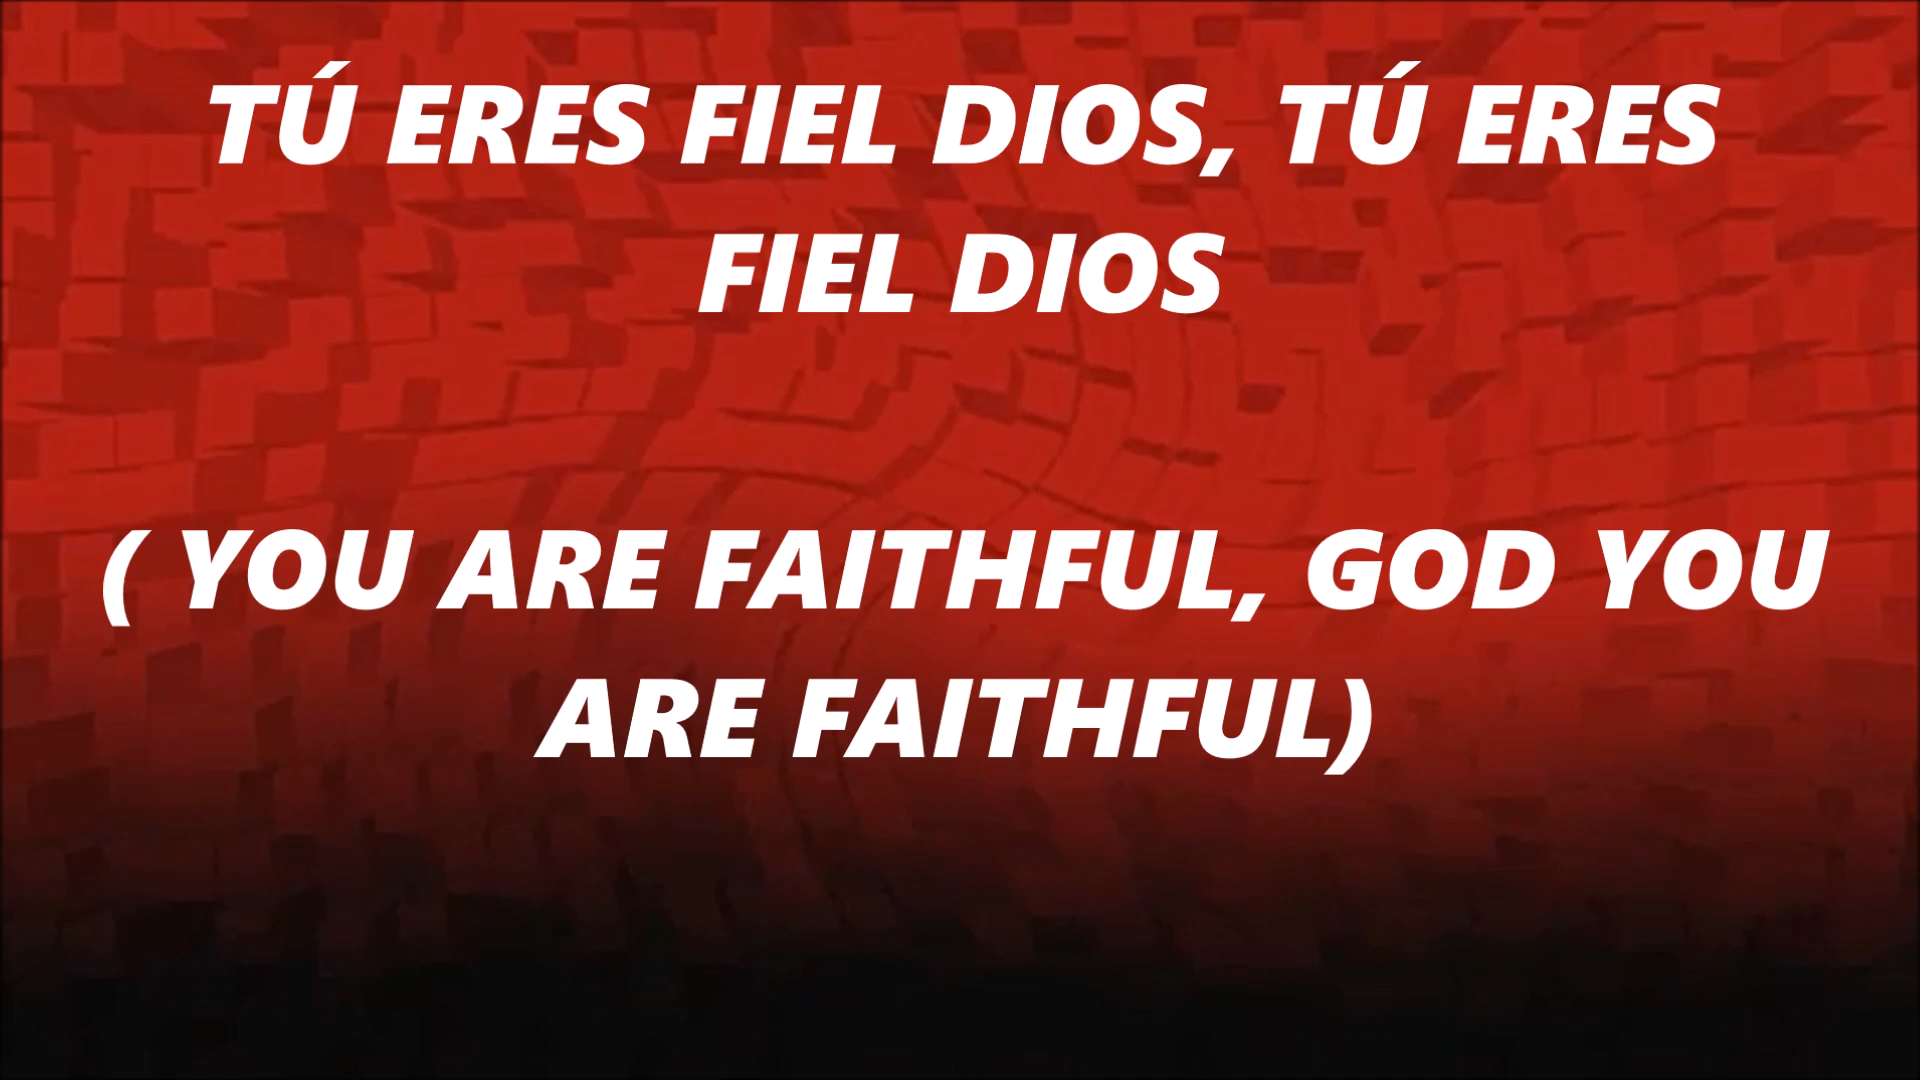 TÚ ERES FIEL DIOS, TÚ ERES
FIEL DIOS
( YOU ARE FAITHFUL, GOD YOU
ARE FAITHFUL)